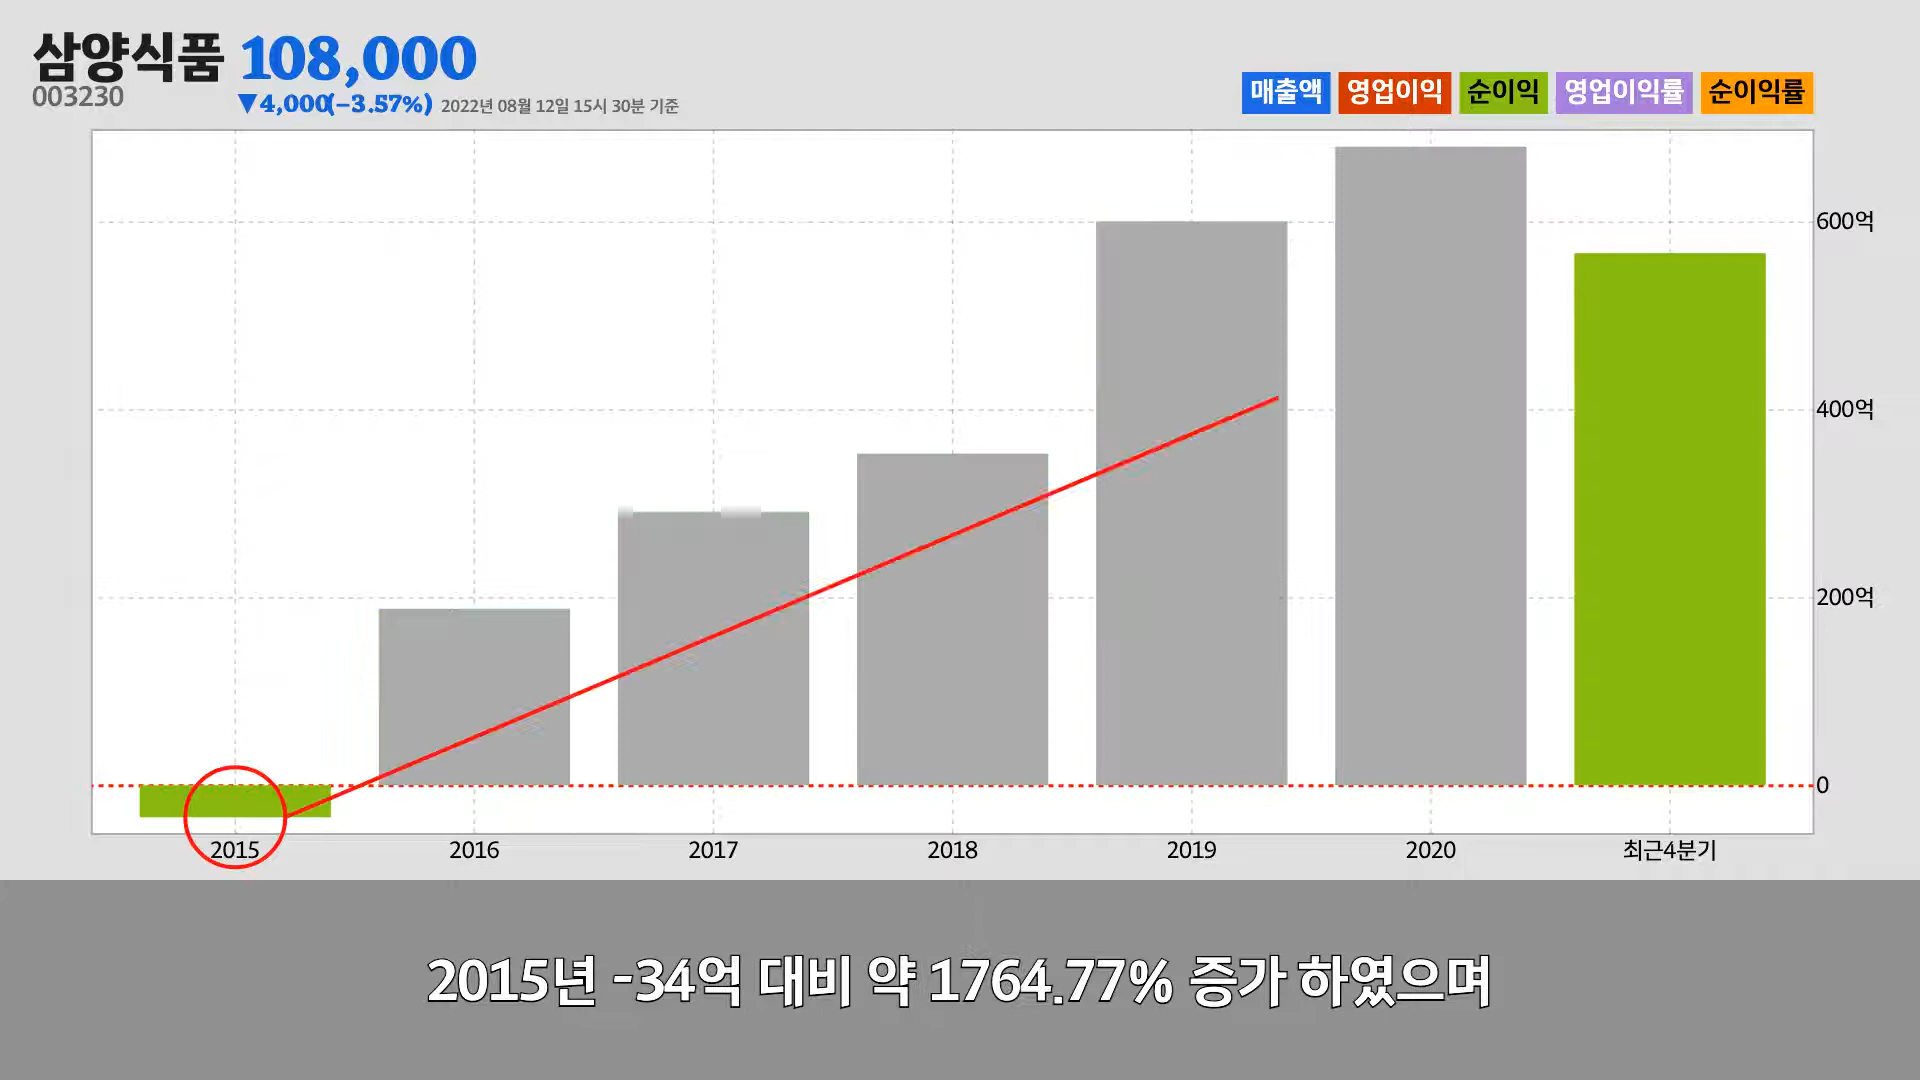 삼양식품 108,000
003230
▼4,000(-3.57%) 2022년 08월 12일 15시 30분 기준
매출액 영업이익 순이익 영업이익률 순이익률
600억
400억
200억
0
2015 2016 2017 2018 2019 2020 최근4분기
2015년 -34억 대비 약 1764.77% 증가 하였으며